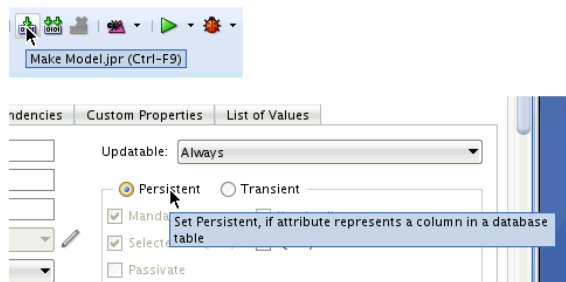 Make Model.jpr (Ctrl-F9)
ndencies Custom Properties List of Values
Updatable: Always
Persistent Transient
Manda
Set Persistent, if attribute represents a column in a database
Selecte
table
Passivate